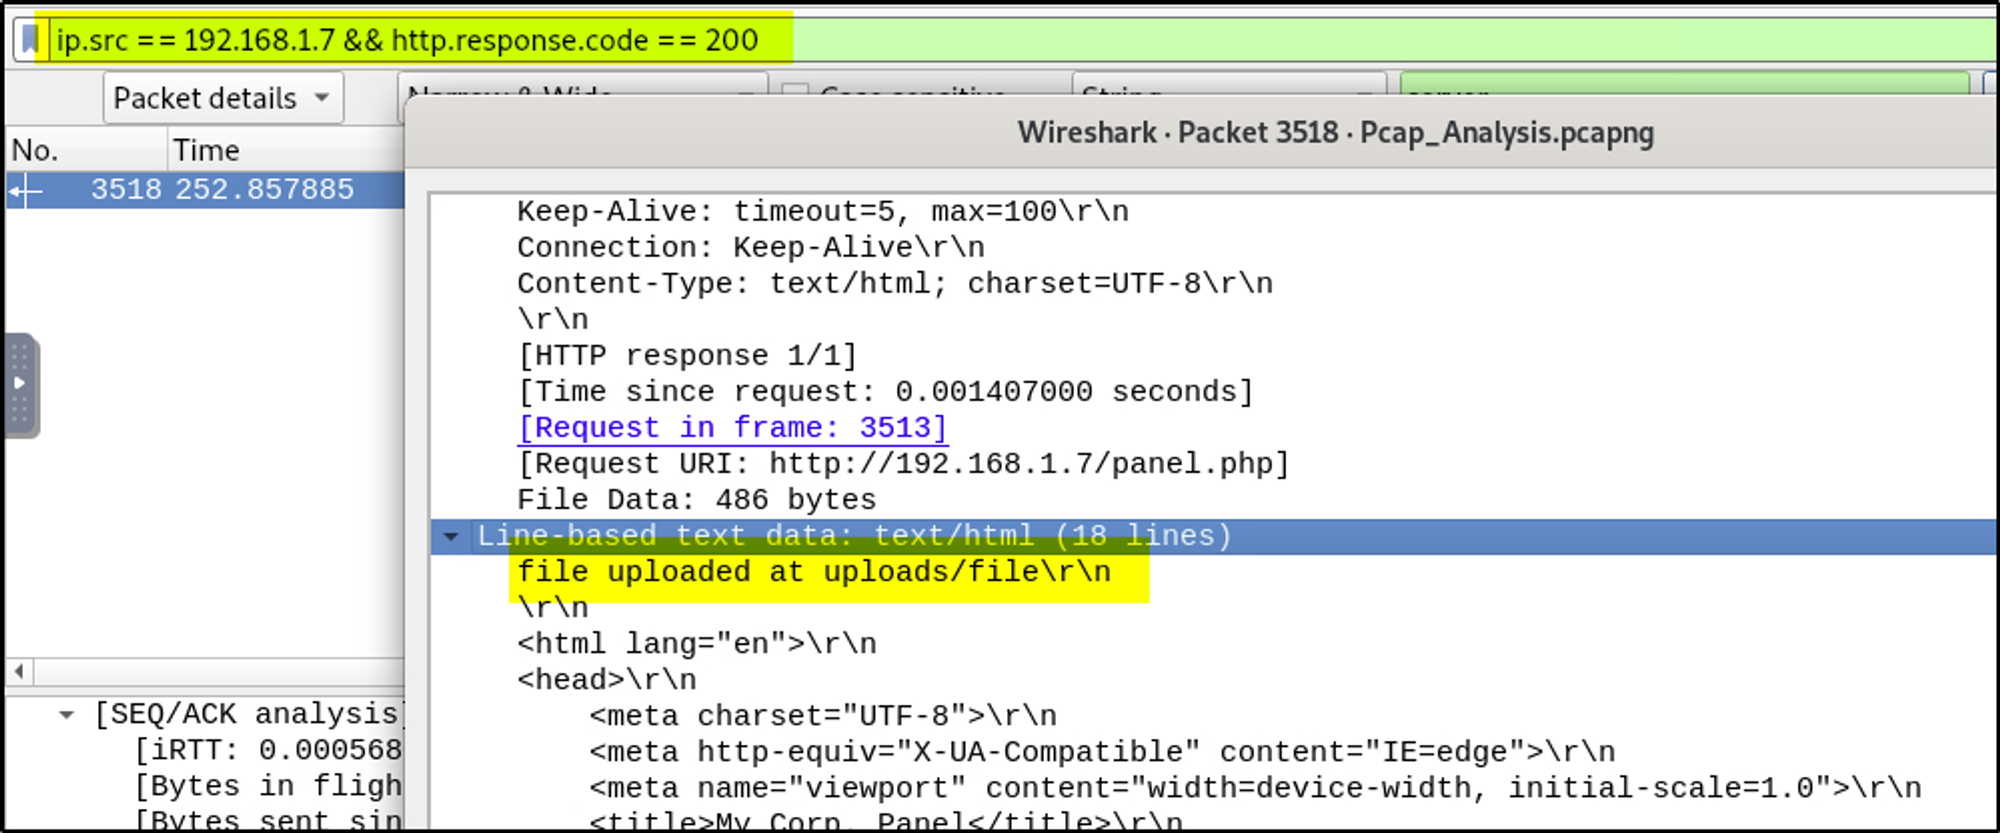 ip.src == 192.168.1.7 && http.response.code == 200
Packet details Narrow & Wide Case sensitive String server
Wireshark · Packet 3518 · Pcap_Analysis.pcapng
No. Time
3518 252.857885
Keep-Alive: timeout=5, max=100\r\n
Connection: Keep-Alive\r\n
Content-Type: text/html; charset=UTF-8\r\n
\r\n
[HTTP response 1/1]
[Time since request: 0.001407000 seconds]
[Request in frame: 3513]
[Request URI: http://192.168.1.7/panel.php]
File Data: 486 bytes
Line-based text data: text/html (18 lines)
file uploaded at uploads/file\r\n
\r\n
<html lang="en">\r\n
<head>\r\n
<meta charset="UTF-8">\r\n
<meta http-equiv="X-UA-Compatible" content="IE=edge">\r\n
<meta name="viewport" content="width=device-width, initial-scale=1.0">\r\n
<title>My Corp. Panel</title>\r\n
[SEQ/ACK analysis]
[iRTT: 0.000568
[Bytes in fligh
[Bytes sent sin